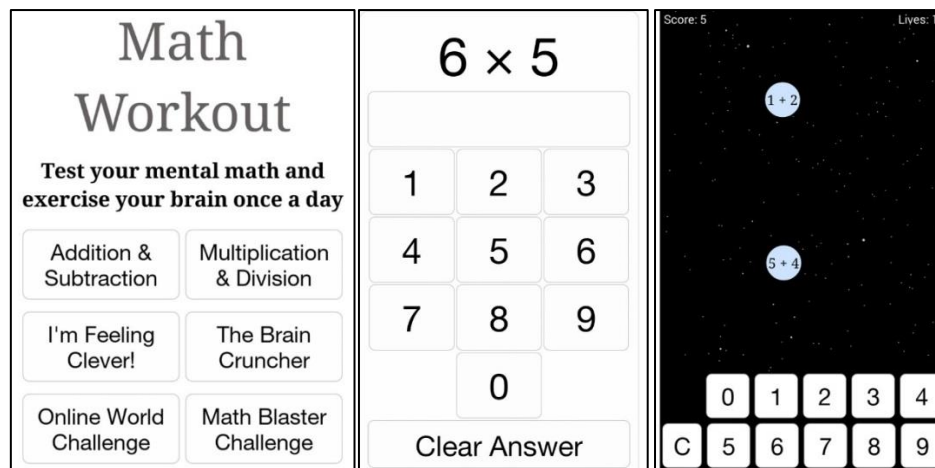 Math
Workout
Test your mental math and
exercise your brain once a day
Addition &
Subtraction
Multiplication
& Division
I'm Feeling
Clever!
The Brain
Cruncher
Online World
Challenge
Math Blaster
Challenge
6 × 5
1 2 3
4 5 6
7 8 9
0
Clear Answer
Score: 5 Lives: 1
1 + 2
5 + 4
0 1 2 3 4
C 5 6 7 8 9